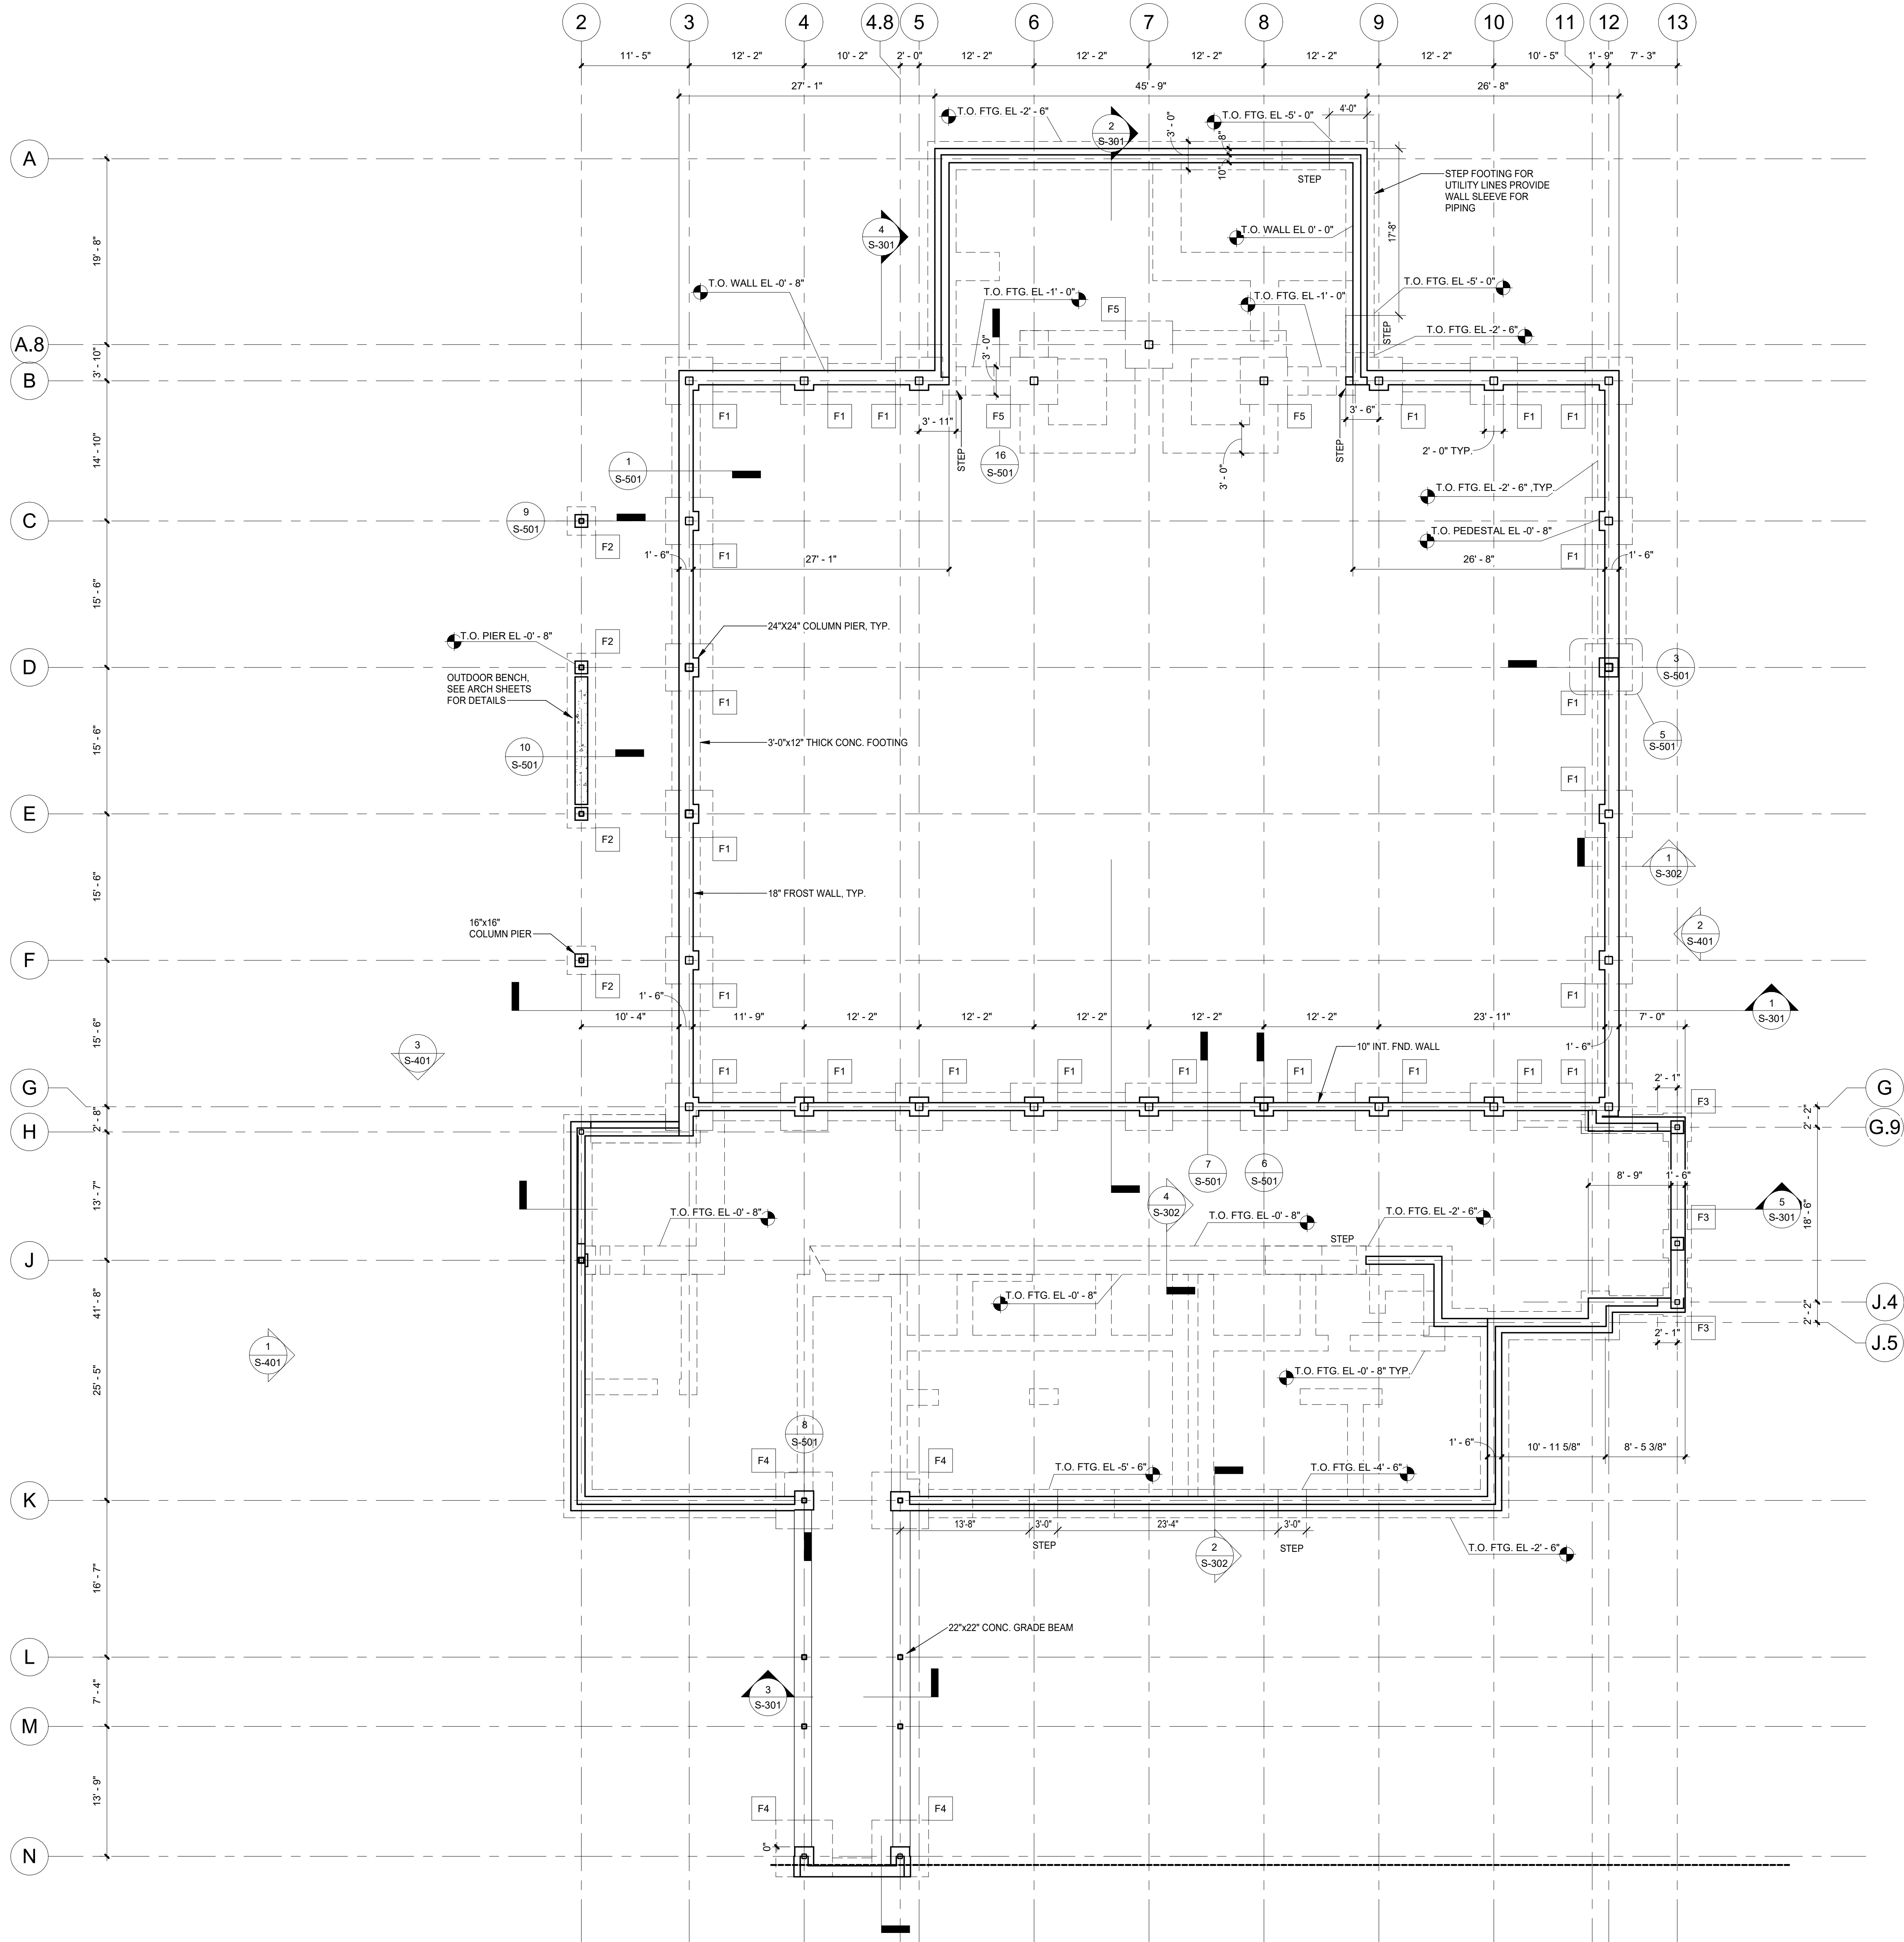 2
3
4
4.8
5
6
7
8
9
10
11
12
13
11' - 5"
12' - 2"
10' - 2"
2' - 0"
12' - 2"
12' - 2"
12' - 2"
12' - 2"
12' - 2"
10' - 5"
1' - 9"
7' - 3"
27' - 1"
45' - 9"
26' - 8"
T.O. FTG. EL -2' - 6"
2
S-301
3' - 0"
8"
10"
T.O. FTG. EL -5' - 0"
4'-0"
A
STEP
STEP FOOTING FOR
UTILITY LINES PROVIDE
WALL SLEEVE FOR
PIPING
19' - 8"
4
S-301
T.O. WALL EL 0' - 0"
17'-8"
T.O. WALL EL -0' - 8"
T.O. FTG. EL -1' - 0"
F5
T.O. FTG. EL -1' - 0"
T.O. FTG. EL -5' - 0"
T.O. FTG. EL -2' - 6"
STEP
A.8
3' - 10"
3' - 0"
B
F1
F1
F1
F5
F5
F1
F1
F1
3' - 11"
3' - 6"
2' - 0" TYP.
STEP
STEP
14' - 10"
1
S-501
16
S-501
3' - 0"
T.O. FTG. EL -2' - 6" ,TYP.
C
9
S-501
F2
F1
T.O. PEDESTAL EL -0' - 8"
F1
1' - 6"
27' - 1"
26' - 8"
1' - 6"
15' - 6"
24"X24" COLUMN PIER, TYP.
T.O. PIER EL -0' - 8"
F2
D
3
S-501
OUTDOOR BENCH,
SEE ARCH SHEETS
FOR DETAILS
F1
F1
15' - 6"
3'-0"x12" THICK CONC. FOOTING
10
S-501
5
S-501
F1
E
F2
F1
1
S-302
15' - 6"
18" FROST WALL, TYP.
16"x16"
COLUMN PIER
2
S-401
F
F2
F1
F1
1' - 6"
1
S-301
15' - 6"
10' - 4"
11' - 9"
12' - 2"
12' - 2"
12' - 2"
12' - 2"
12' - 2"
23' - 11"
7' - 0"
3
S-401
10" INT. FND. WALL
1' - 6"
F1
F1
F1
F1
F1
F1
F1
F1
F1
2' - 1"
G
G
F3
2' - 8"
2' - 2"
H
G.9
7
S-501
6
S-501
8' - 9"
1' - 6"
13' - 7"
4
S-302
5
S-301
18' - 6"
T.O. FTG. EL -0' - 8"
T.O. FTG. EL -0' - 8"
T.O. FTG. EL -2' - 6"
F3
STEP
J
41' - 8"
T.O. FTG. EL -0' - 8"
J.4
2' - 2"
F3
2' - 1"
J.5
1
S-401
25' - 5"
T.O. FTG. EL -0' - 8" TYP.
8
S-501
F4
F4
1' - 6"
10' - 11 5/8"
8' - 5 3/8"
T.O. FTG. EL -5' - 6"
T.O. FTG. EL -4' - 6"
K
13'-8"
3'-0"
23'-4"
3'-0"
STEP
STEP
2
S-302
T.O. FTG. EL -2' - 6"
16' - 7"
22"x22" CONC. GRADE BEAM
L
7' - 4"
3
S-301
M
13' - 9"
F4
F4
0"
N